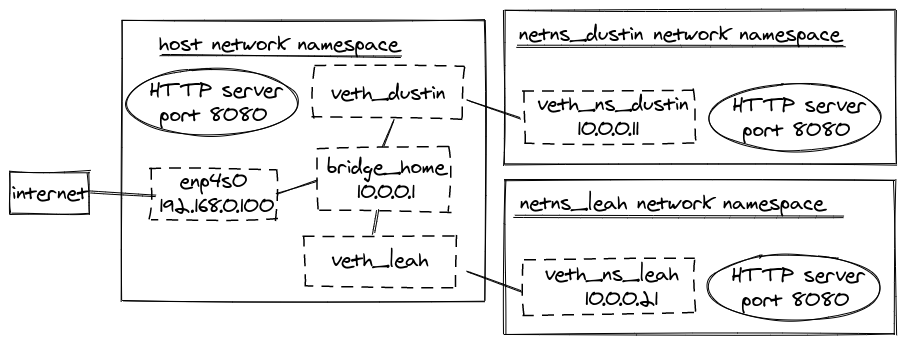 host network namespace
HTTP server
port 8080
veth_dustin
enp4s0
192.168.0.100
bridge_home
10.0.0.1
veth_leah
internet
netns_dustin network namespace
veth_ns_dustin
10.0.0.11
HTTP server
port 8080
netns_leah network namespace
veth_ns_leah
10.0.0.21
HTTP server
port 8080